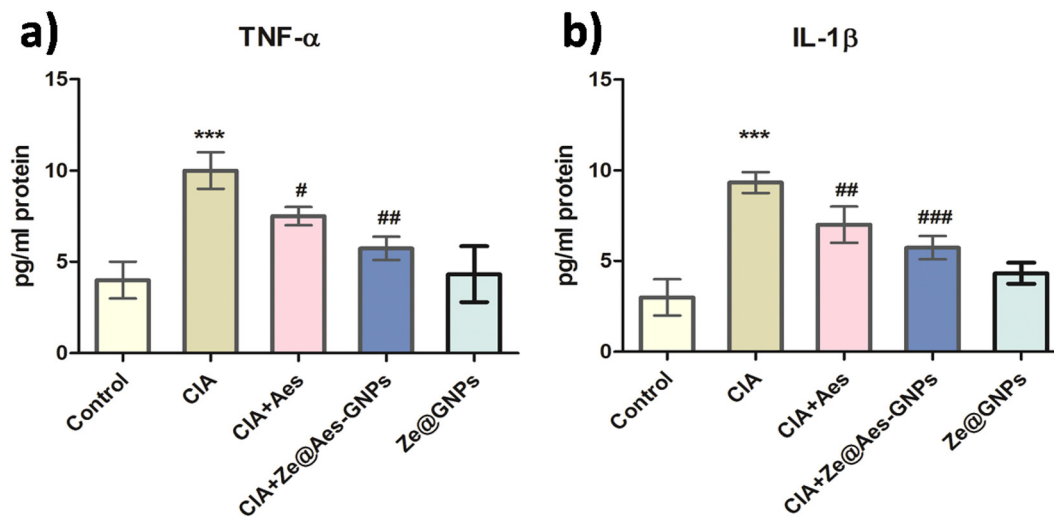 a)
TNF-α
pg/ml protein
15
10
5
0
***
#
##
Control
CIA
CIA+Aes
CIA+Ze@Aes-GNPs
Ze@GNPs
b)
IL-1β
pg/ml protein
15
10
5
0
***
##
###
Control
CIA
CIA+Aes
CIA+Ze@Aes-GNPs
Ze@GNPs